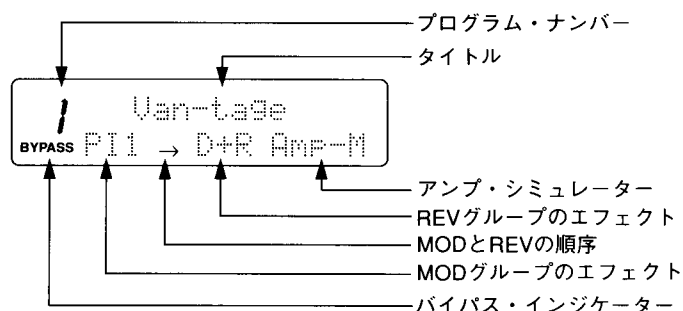 プログラム・ナンバー
タイトル
1 Van-tage
BYPASS PI1 → D+R Amp-M
アンプ・シミュレーター
REVグループのエフェクト
MODとREVの順序
MODグループのエフェクト
バイパス・インジケーター